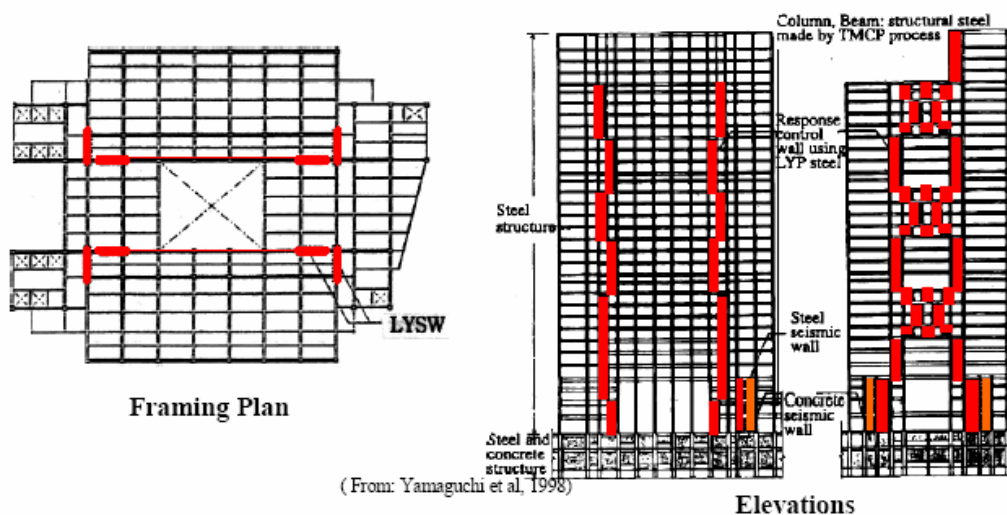 LYSW
Framing Plan
( From: Yamaguchi et al, 1998)
Column, Beam: structural steel
made by TMCP process
Response
control
wall using
LYP steel
Steel
structure
Steel
seismic
wall
Concrete
seismic
wall
Steel and
concrete
structure
Elevations